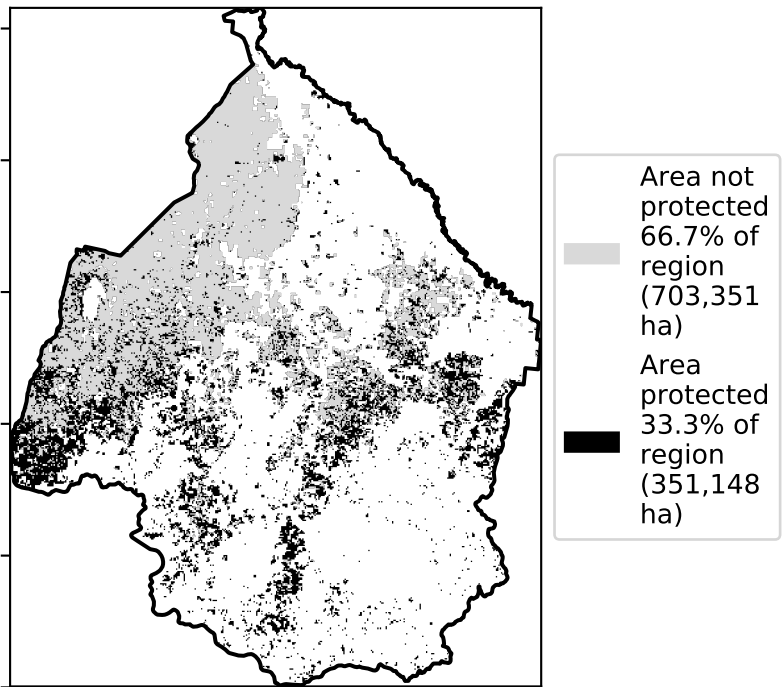 Area not
protected
66.7% of
region
(703,351
ha)
Area
protected
33.3% of
region
(351,148
ha)